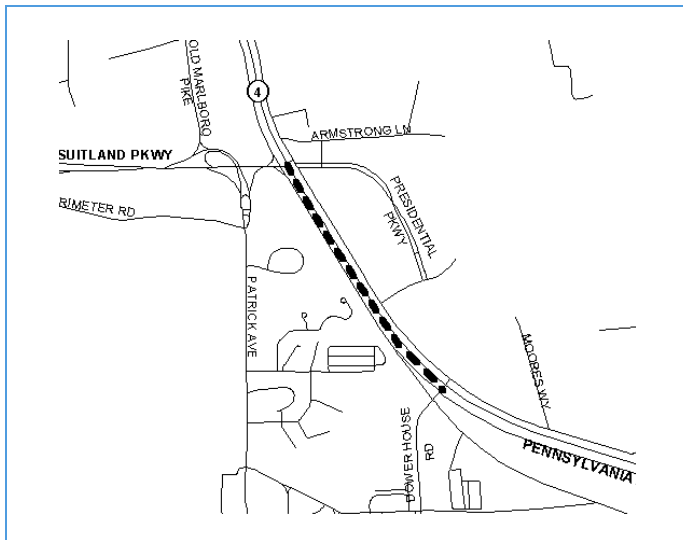 OLD MARLBORO
PIKE
4
ARMSTRONG LN
SUITLAND PKWY
RIMETER RD
PRESIDENTIAL
PKWY
PATRICK AVE
MOORES WY
DOWER HOUSE
RD
PENNSYLVANIA